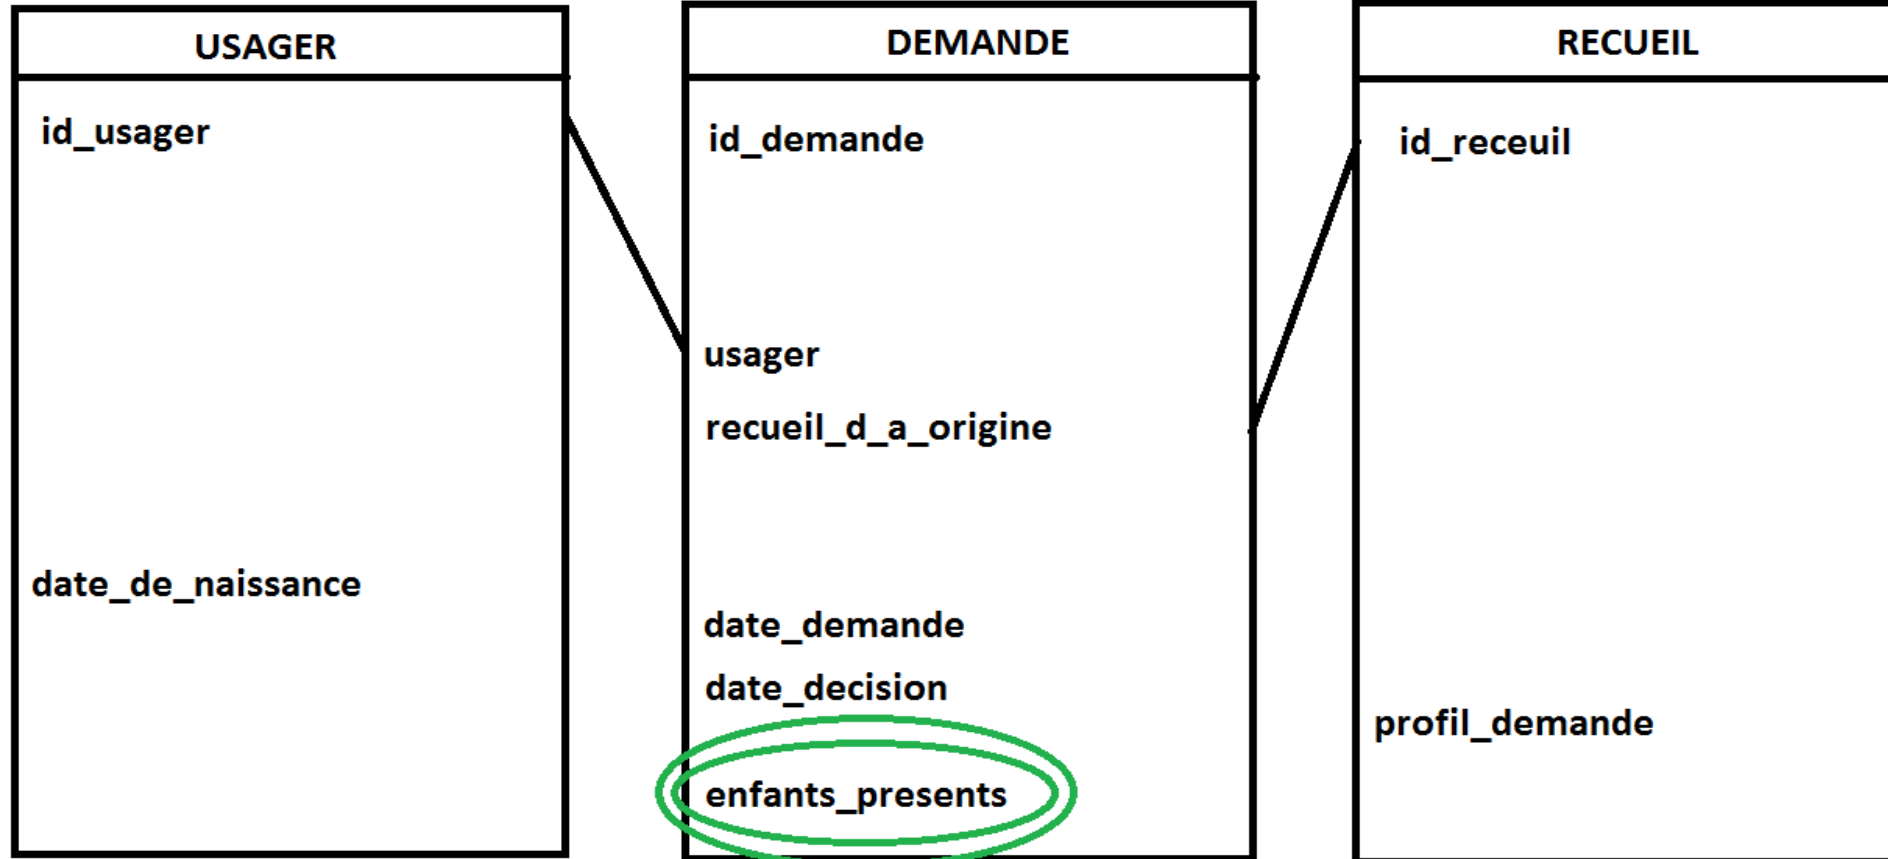 USAGER
id_usager
date_de_naissance
DEMANDE
id_demande
usager
recueil_d_a_origine
date_demande
date_decision
enfants_presents
RECUEIL
id_receuil
profil_demande